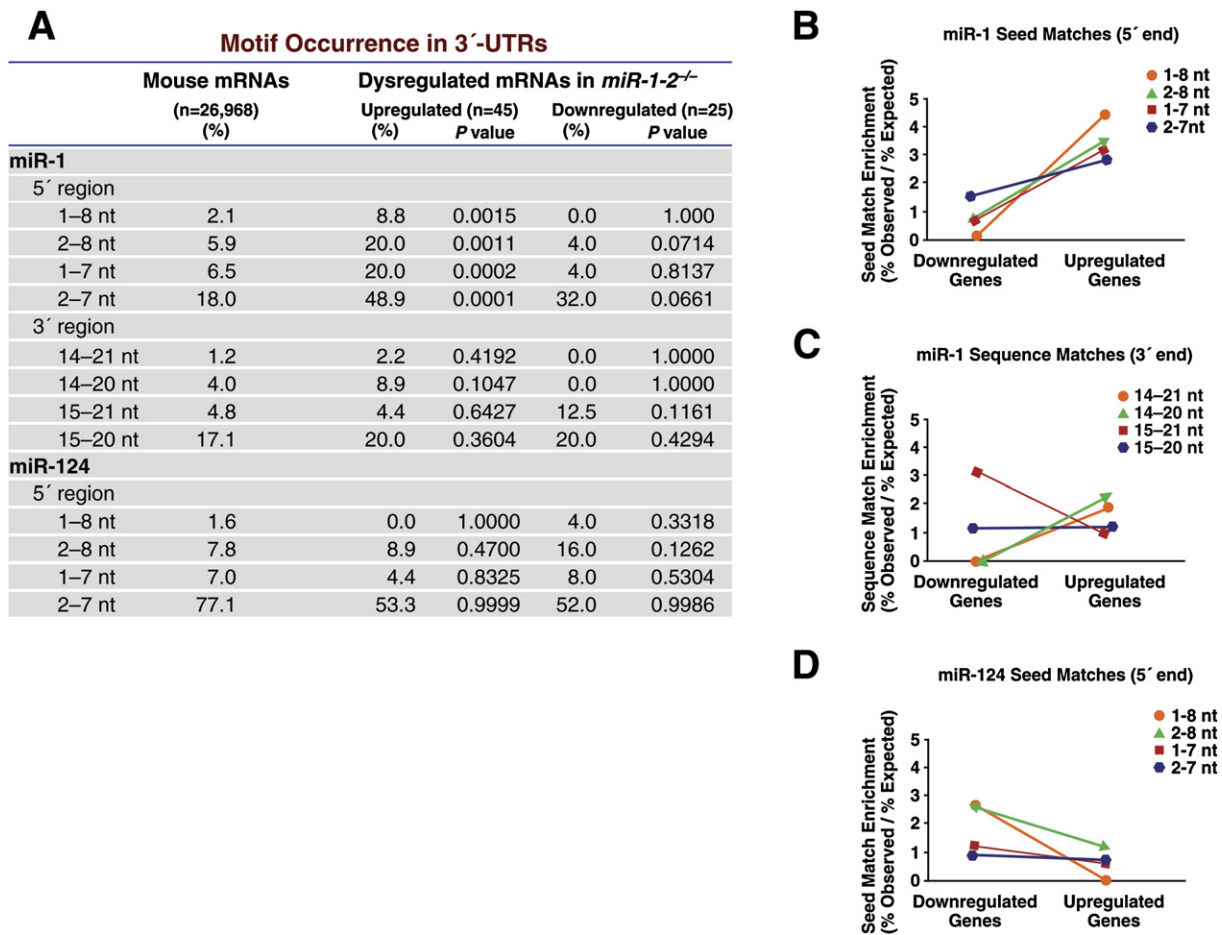 A
Motif Occurrence in 3´-UTRs
Mouse mRNAs Dysregulated mRNAs in miR-1-2–/–
(n=26,968) Upregulated (n=45) Downregulated (n=25)
(%) (%) P value (%) P value
miR-1
5´ region
1–8 nt 2.1 8.8 0.0015 0.0 1.000
2–8 nt 5.9 20.0 0.0011 4.0 0.0714
1–7 nt 6.5 20.0 0.0002 4.0 0.8137
2–7 nt 18.0 48.9 0.0001 32.0 0.0661
3´ region
14–21 nt 1.2 2.2 0.4192 0.0 1.0000
14–20 nt 4.0 8.9 0.1047 0.0 1.0000
15–21 nt 4.8 4.4 0.6427 12.5 0.1161
15–20 nt 17.1 20.0 0.3604 20.0 0.4294
miR-124
5´ region
1–8 nt 1.6 0.0 1.0000 4.0 0.3318
2–8 nt 7.8 8.9 0.4700 16.0 0.1262
1–7 nt 7.0 4.4 0.8325 8.0 0.5304
2–7 nt 77.1 53.3 0.9999 52.0 0.9986
B
miR-1 Seed Matches (5´ end)
1-8 nt
2-8 nt
1-7 nt
2-7nt
Seed Match Enrichment
(% Observed / % Expected)
5
4
3
2
1
0
Downregulated Upregulated
Genes Genes
C
miR-1 Sequence Matches (3´ end)
14–21 nt
14–20 nt
15–21 nt
15–20 nt
Sequence Match Enrichment
(% Observed / % Expected)
5
4
3
2
1
0
Downregulated Upregulated
Genes Genes
D
miR-124 Seed Matches (5´ end)
1-8 nt
2-8 nt
1-7 nt
2-7 nt
Seed Match Enrichment
(% Observed / % Expected)
5
4
3
2
1
0
Downregulated Upregulated
Genes Genes